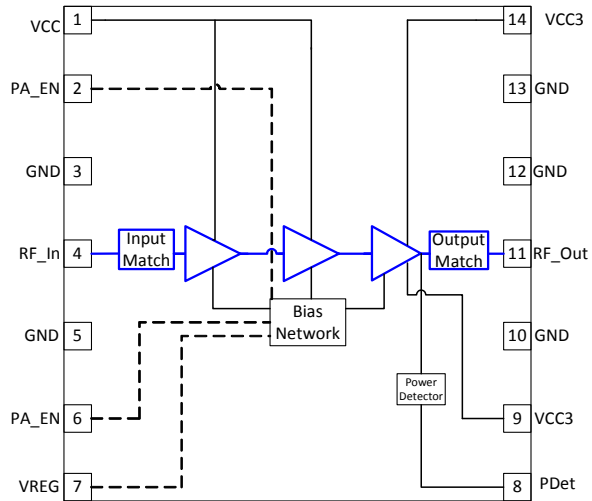 VCC 1
14 VCC3
PA_EN 2
13 GND
GND 3
12 GND
RF_In 4
Input
Match
Output
Match
11 RF_Out
Bias
Network
GND 5
10 GND
Power
Detector
PA_EN 6
9 VCC3
VREG 7
8 PDet